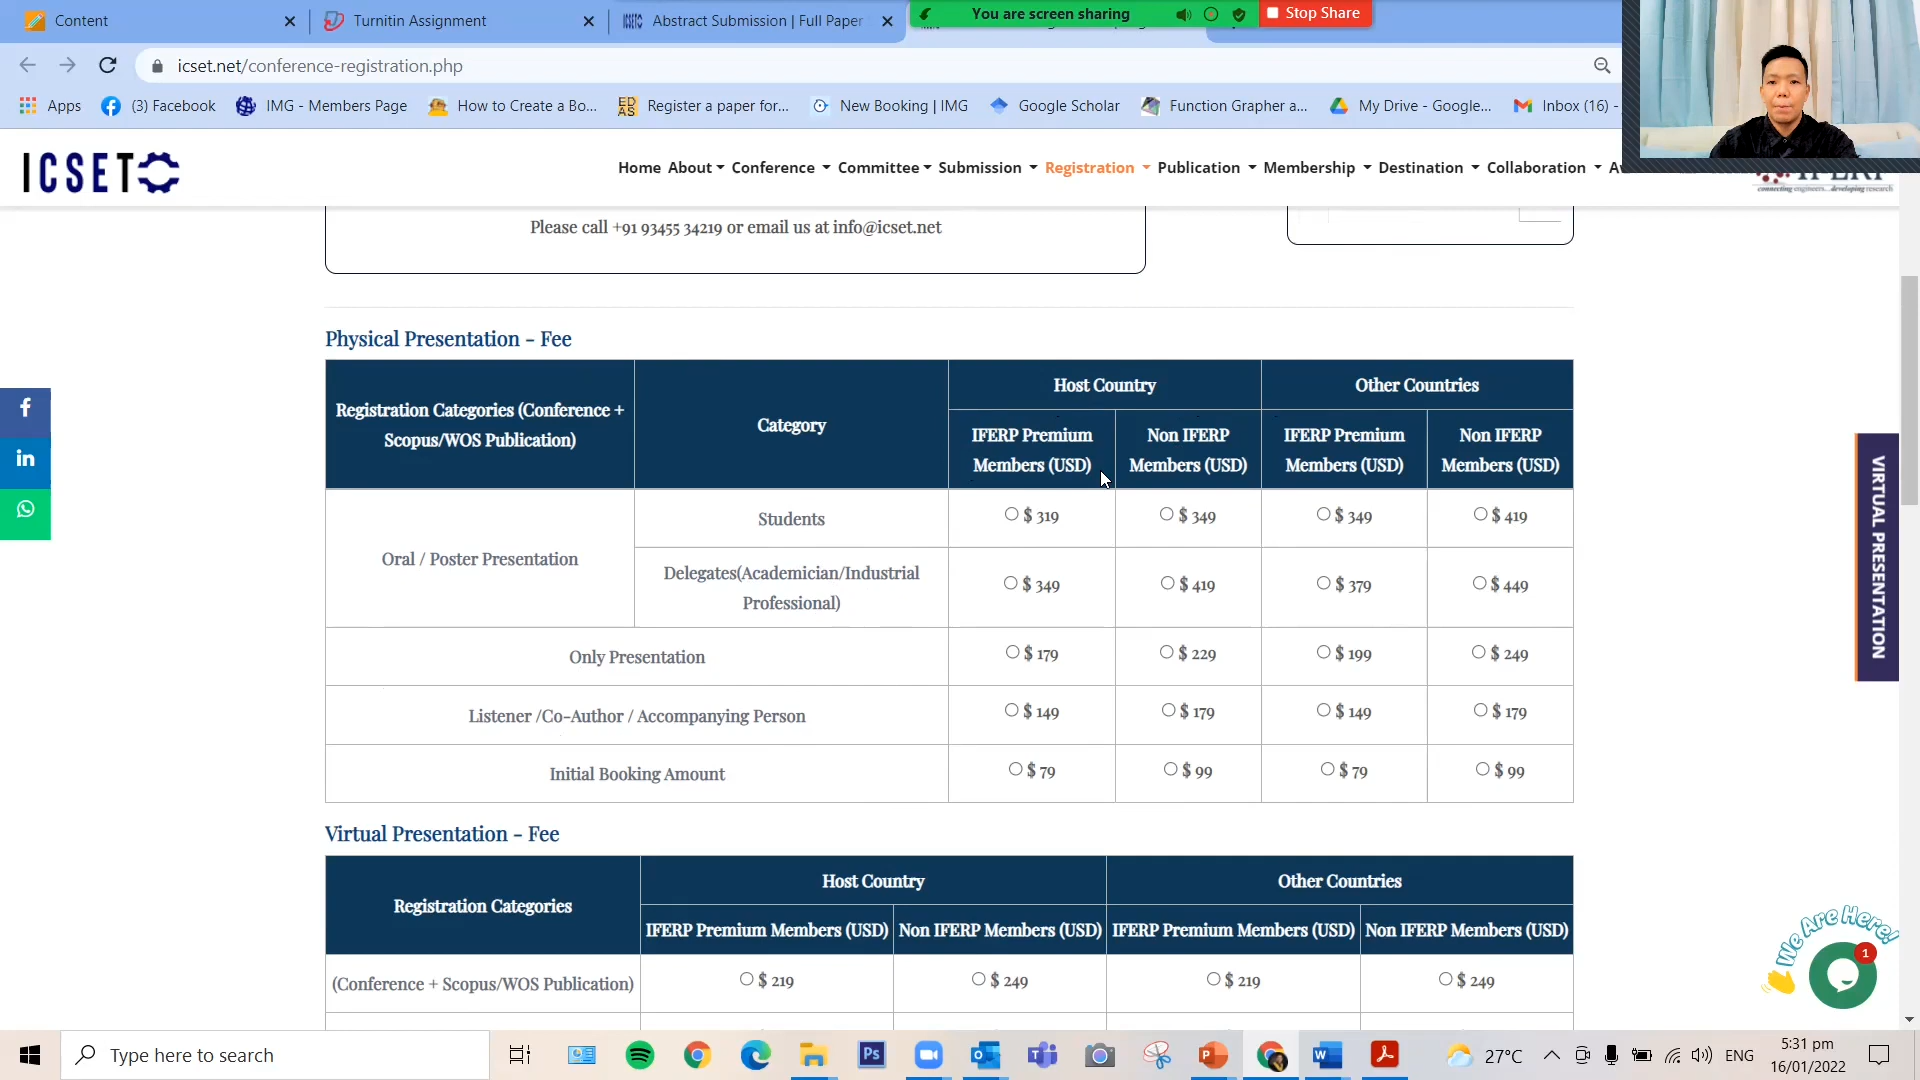 Content
Turnitin Assignment
Abstract Submission | Full Paper
You are screen sharing
Stop Share
icset.net/conference-registration.php
Apps
(3) Facebook
IMG - Members Page
How to Create a Bo...
Register a paper for...
New Booking | IMG
Google Scholar
Function Grapher a...
My Drive - Google...
Inbox (16) -
ICSET
Home About Conference Committee Submission Registration Publication Membership Destination Collaboration
connecting engineers...developing research
Please call +91 93455 34219 or email us at info@icset.net
Physical Presentation - Fee
Registration Categories (Conference +
Scopus/WOS Publication)
Category
Host Country
Other Countries
IFERP Premium
Members (USD)
Non IFERP
Members (USD)
IFERP Premium
Members (USD)
Non IFERP
Members (USD)
Oral / Poster Presentation
Students
$ 319
$ 349
$ 349
$ 419
Delegates(Academician/Industrial
Professional)
$ 349
$ 419
$ 379
$ 449
Only Presentation
$ 179
$ 229
$ 199
$ 249
Listener /Co-Author / Accompanying Person
$ 149
$ 179
$ 149
$ 179
Initial Booking Amount
$ 79
$ 99
$ 79
$ 99
VIRTUAL PRESENTATION
Virtual Presentation - Fee
Registration Categories
Host Country
Other Countries
IFERP Premium Members (USD)
Non IFERP Members (USD)
IFERP Premium Members (USD)
Non IFERP Members (USD)
(Conference + Scopus/WOS Publication)
$ 219
$ 249
$ 219
$ 249
We Are Here!
1
Type here to search
27°C
ENG
5:31 pm
16/01/2022